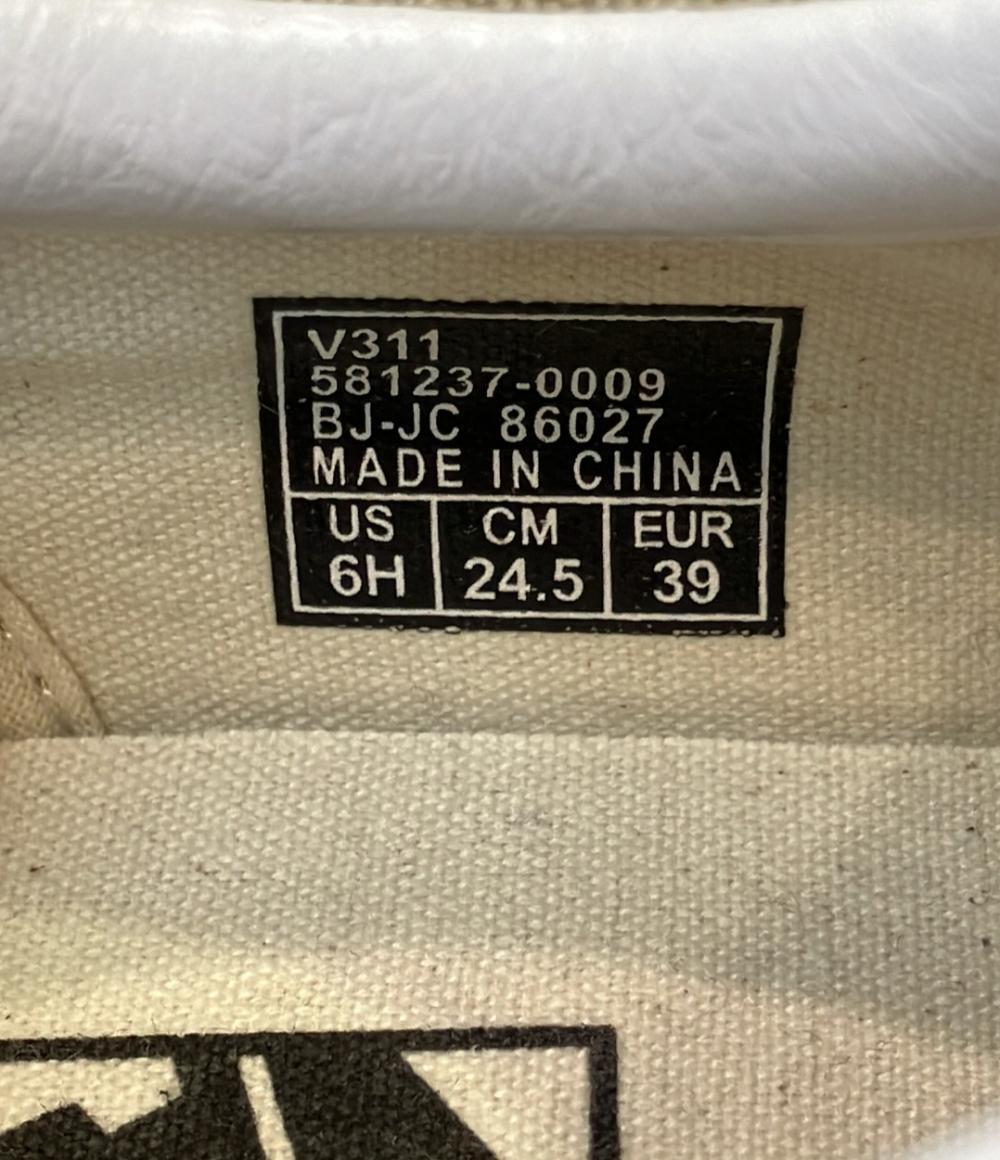 V311
581237-0009
BJ-JC 86027
MADE IN CHINA
US CM EUR
6H 24.5 39